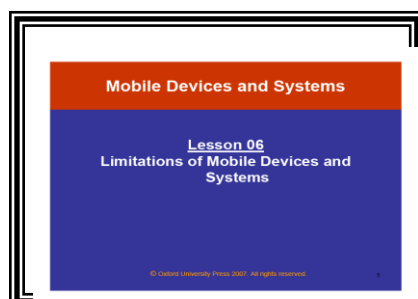 Mobile Devices and Systems
Lesson 06
Limitations of Mobile Devices and
Systems
© Oxford University Press 2007. All rights reserved.